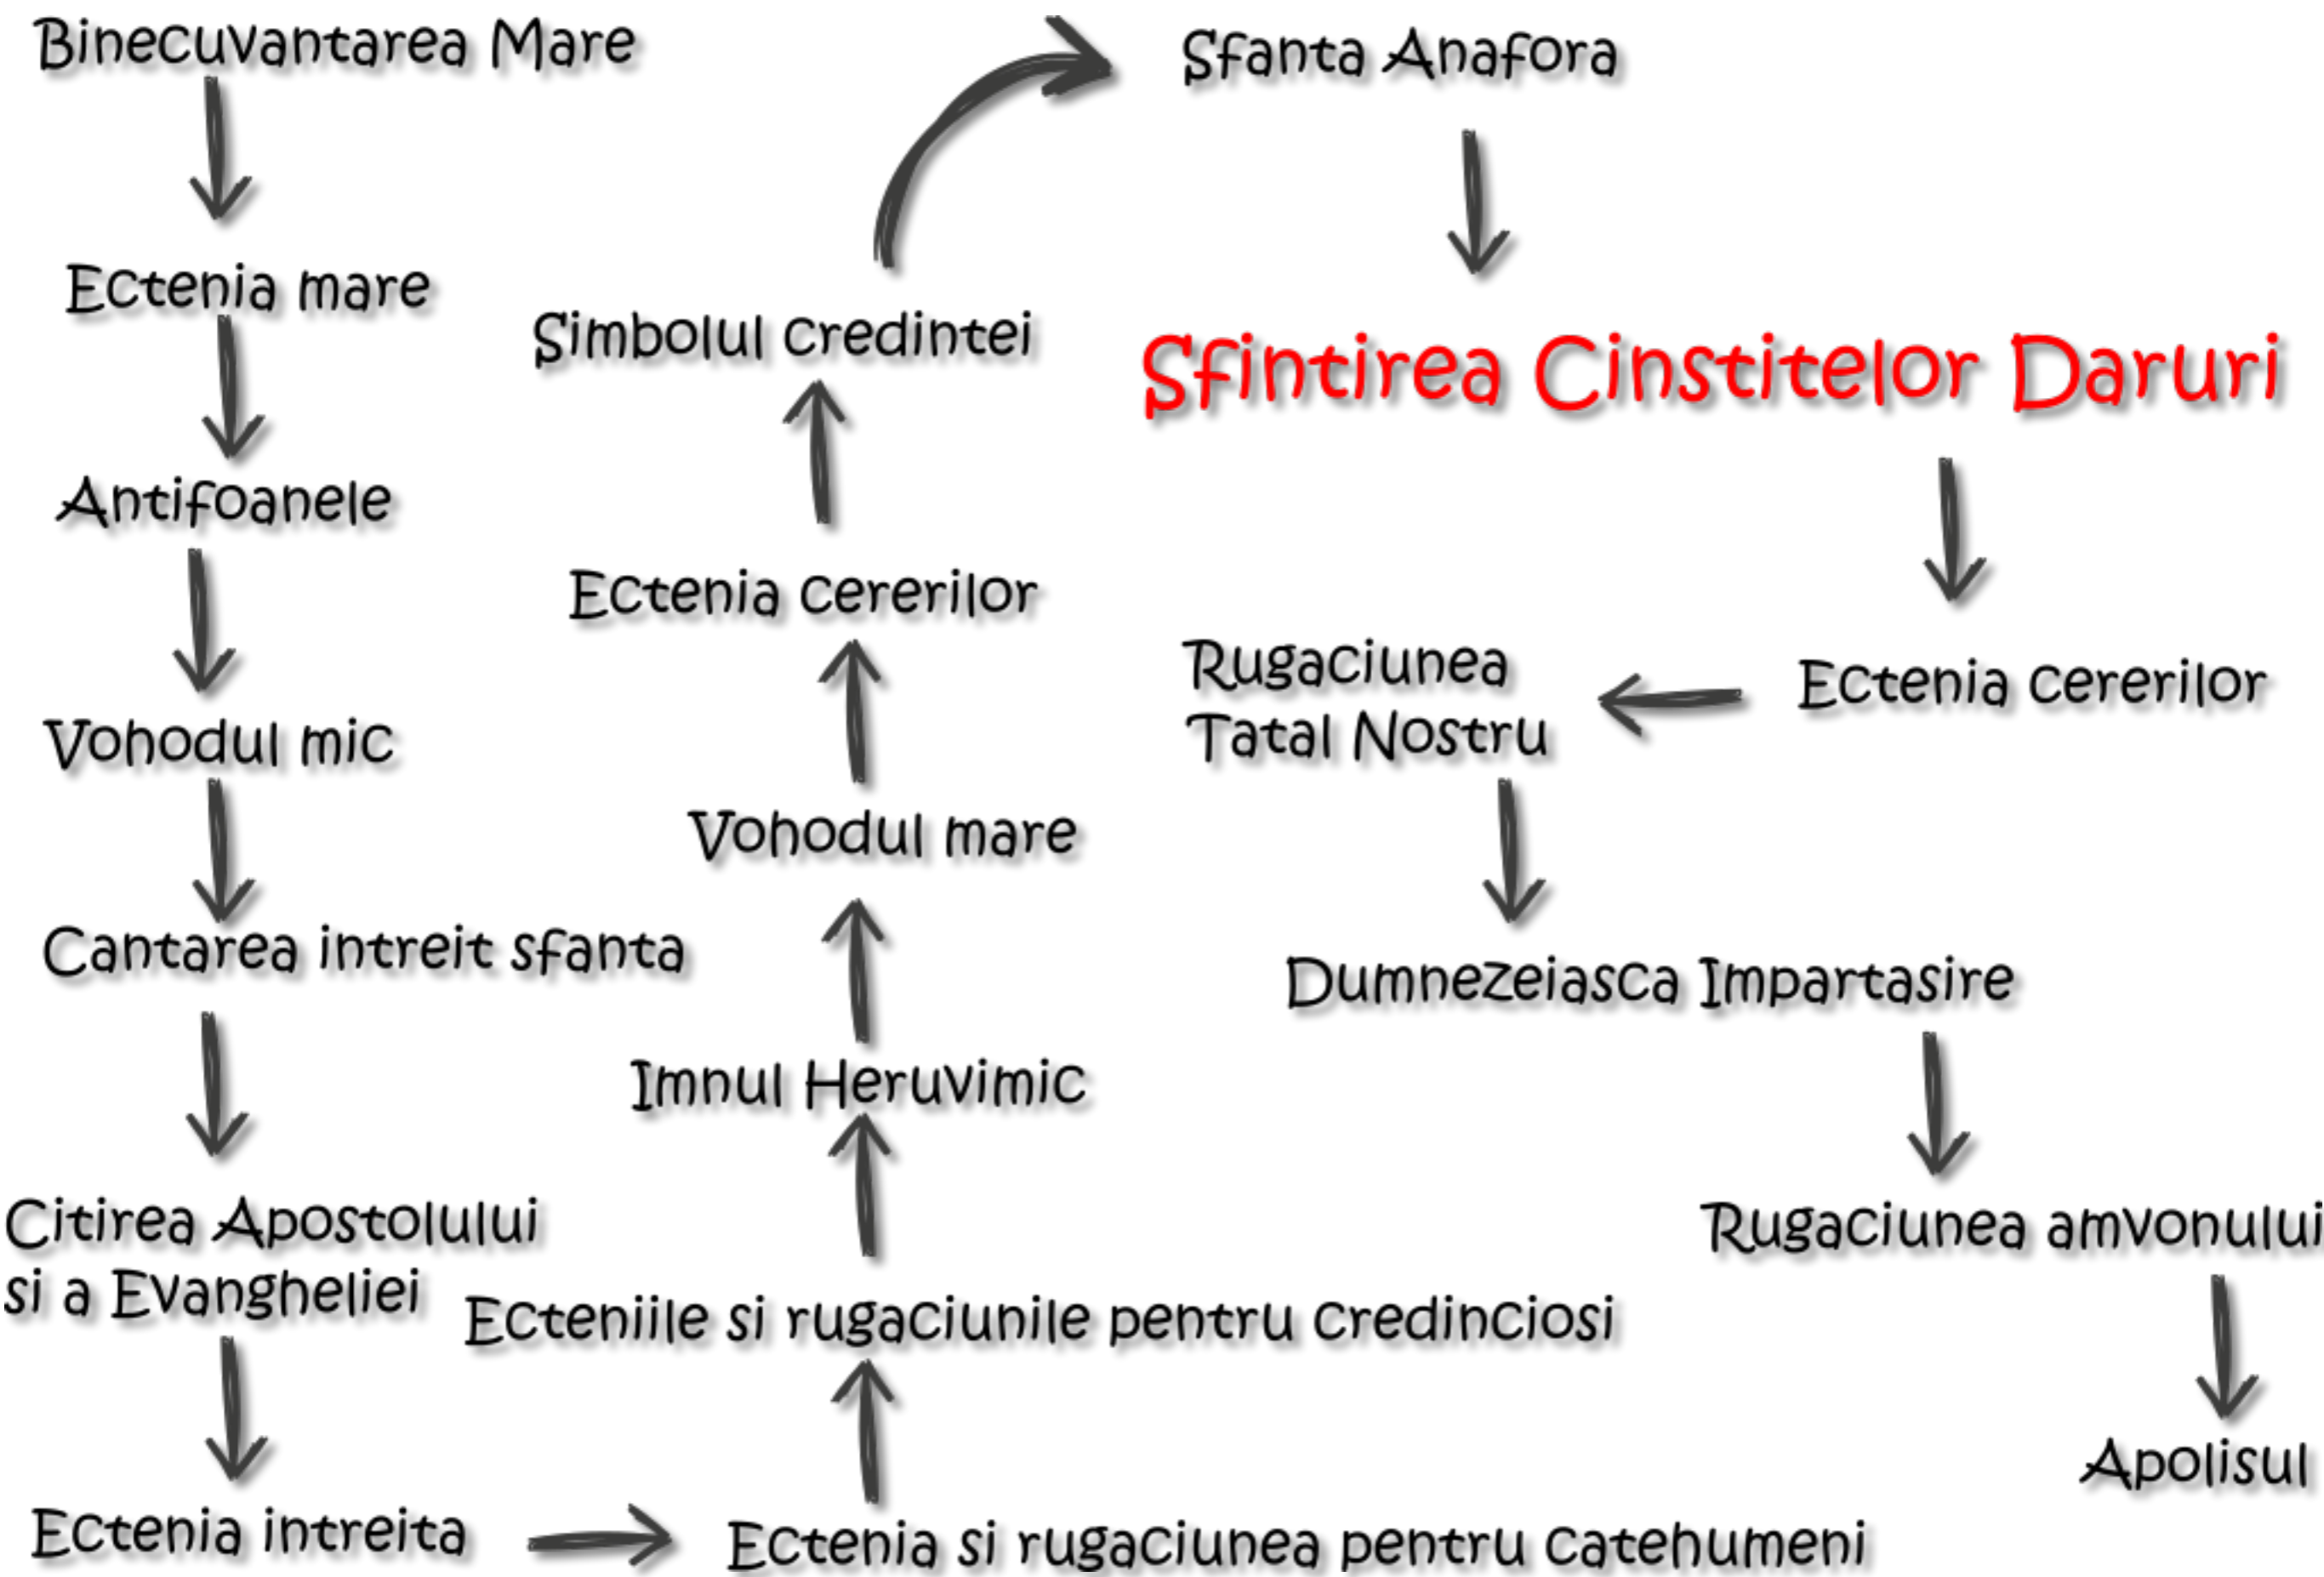 Binecuvantarea Mare
Ectenia mare
Antifoanele
Vohodul mic
Cantarea intreit sfanta
Citirea Apostolului
si a Evangheliei
Ectenia intreita
Ectenia si rugaciunea pentru catehumeni
Ecteniile si rugaciunile pentru credinciosi
Imnul Heruvimic
Vohodul mare
Ectenia cererilor
Simbolul credintei
Sfanta Anafora
Sfintirea Cinstitelor Daruri
Ectenia cererilor
Rugaciunea
Tatal Nostru
Dumnezeiasca Impartasire
Rugaciunea amvonului
Apolisul